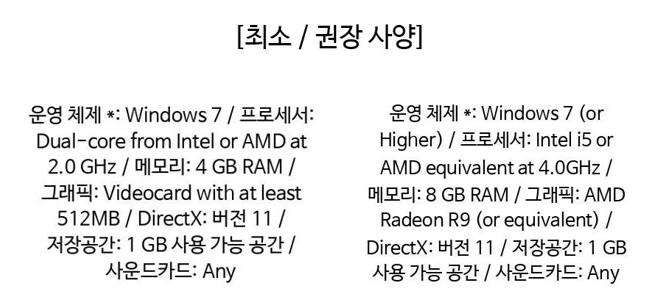 [최소 / 권장 사양]
운영 체제 *: Windows 7 / 프로세서:
Dual-core from Intel or AMD at
2.0 GHz / 메모리: 4 GB RAM /
그래픽: Videocard with at least
512MB / DirectX: 버전 11 /
저장공간: 1 GB 사용 가능 공간 /
사운드카드: Any
운영 체제 *: Windows 7 (or
Higher) / 프로세서: Intel i5 or
AMD equivalent at 4.0GHz /
메모리: 8 GB RAM / 그래픽: AMD
Radeon R9 (or equivalent) /
DirectX: 버전 11 / 저장공간: 1 GB
사용 가능 공간 / 사운드카드: Any